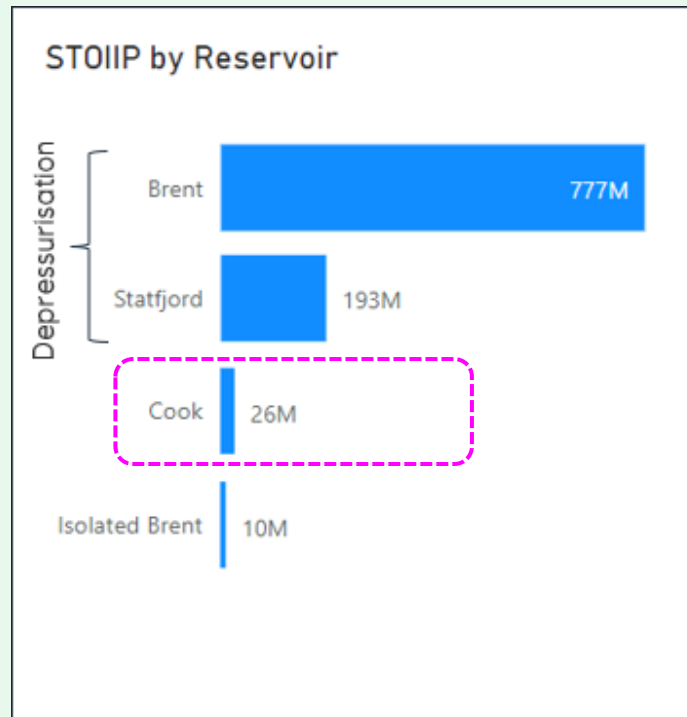 STOIIP by Reservoir
Depressurisation
Brent
777M
Statfjord
193M
Cook
26M
Isolated Brent
10M